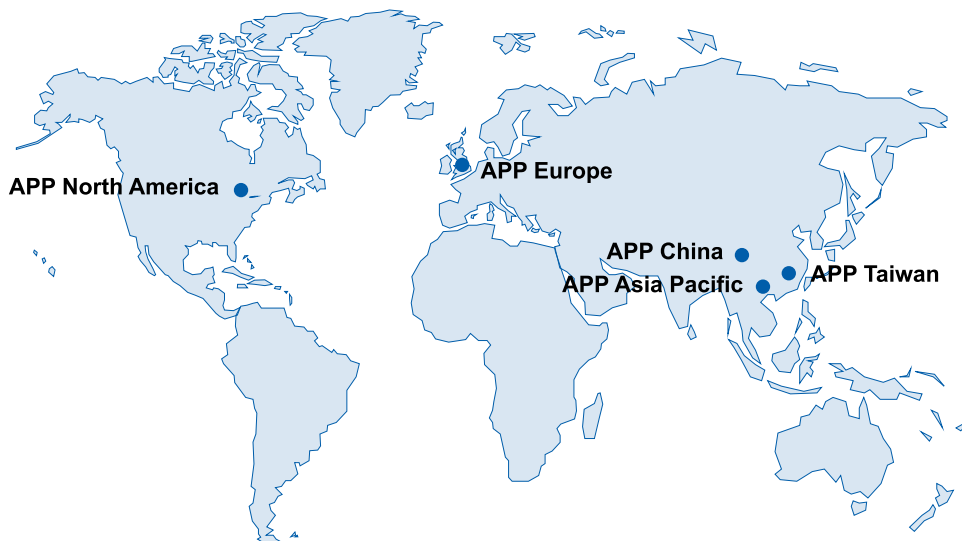 APP North America
APP Europe
APP China
APP Asia Pacific
APP Taiwan